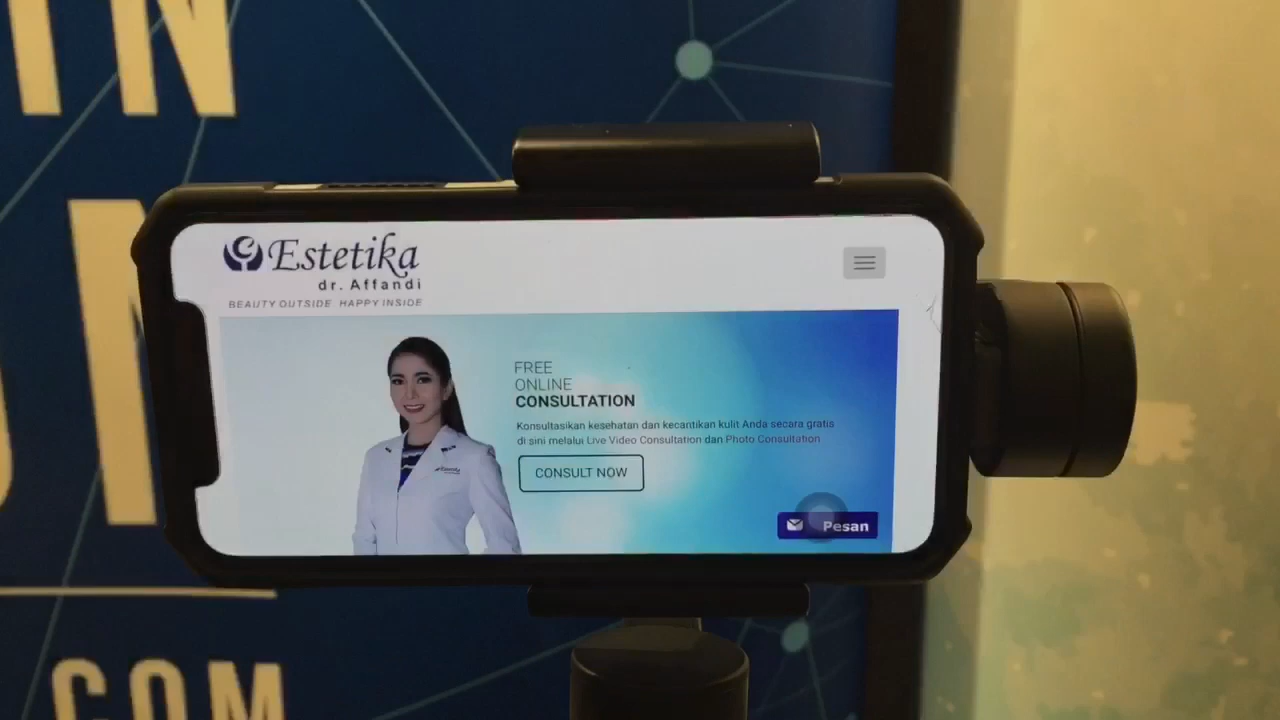 Estetika
dr. Affandi
BEAUTY OUTSIDE HAPPY INSIDE
FREE
ONLINE
CONSULTATION
Konsultasikan kesehatan dan kecantikan kulit Anda secara gratis
di sini melalui Live Video Consultation dan Photo Consultation
CONSULT NOW
Pesan
COM